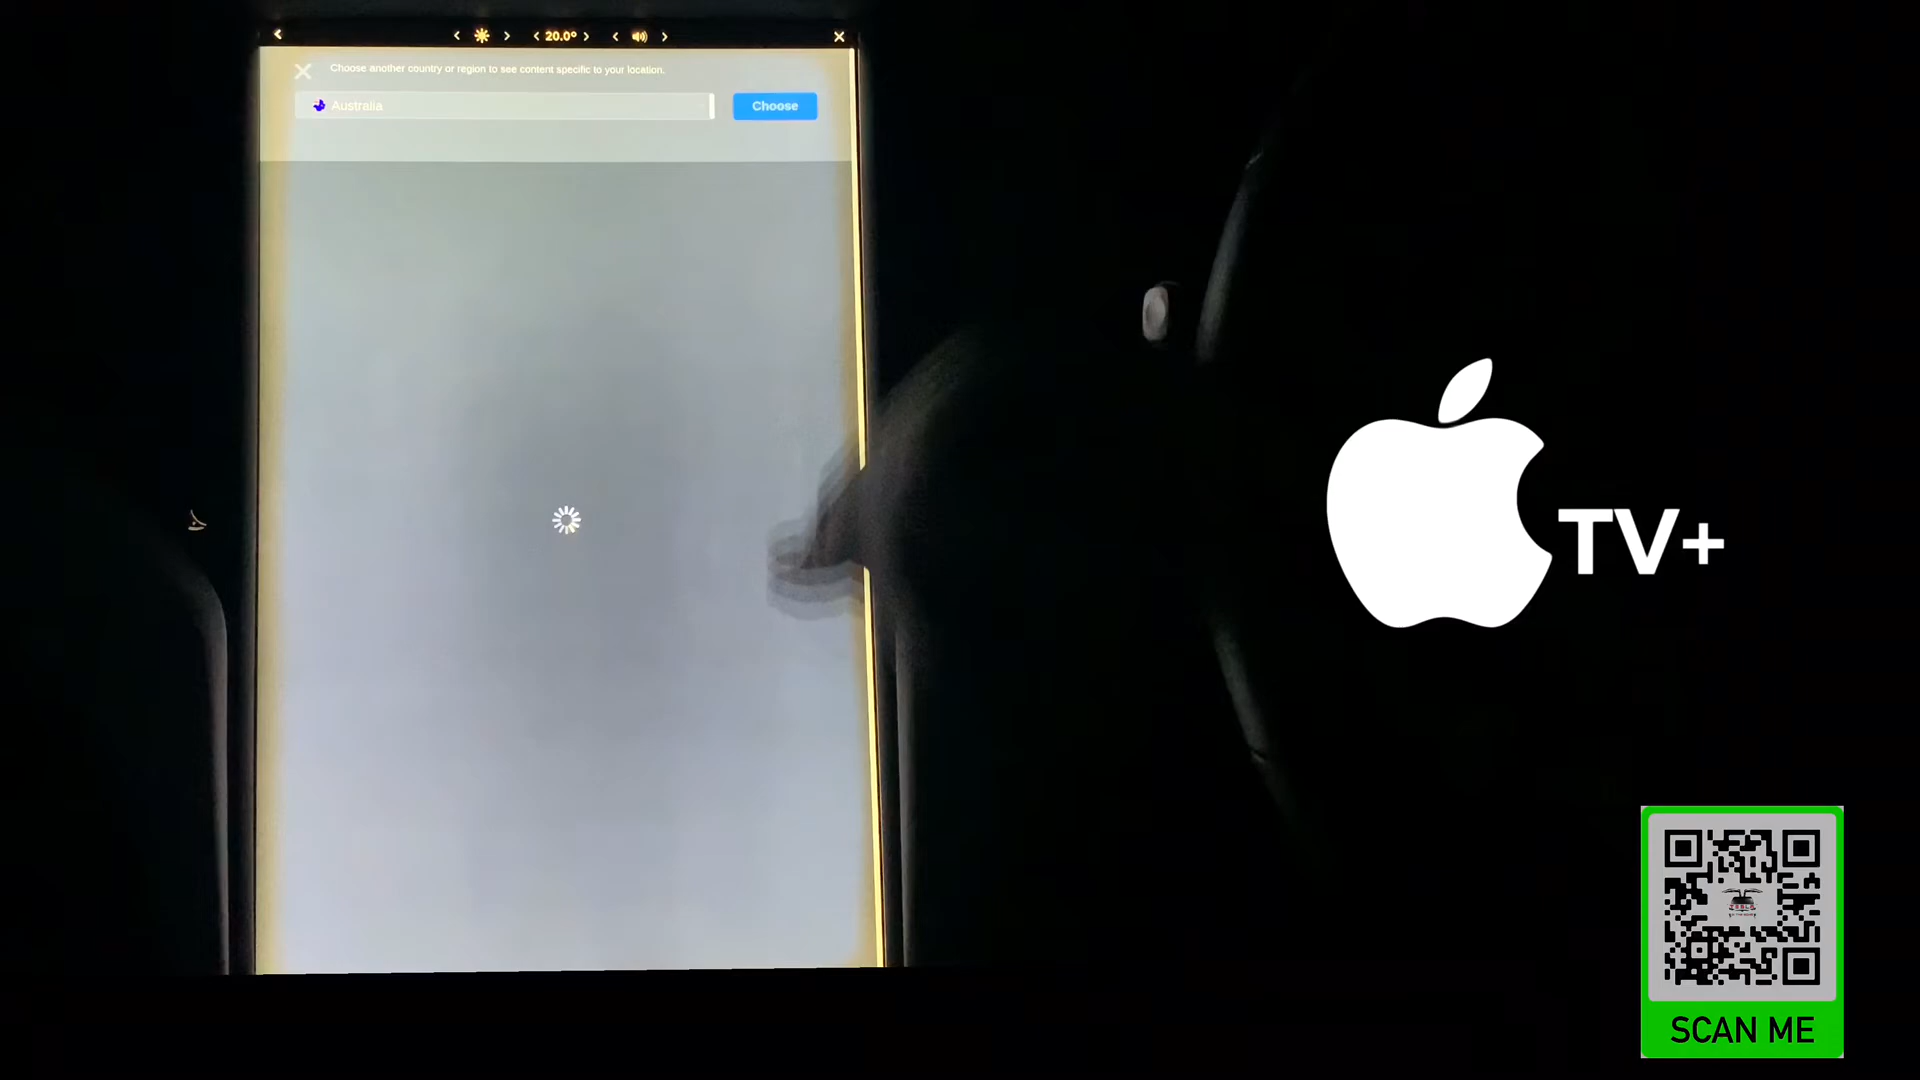 20.0°
Choose another country or region to see content specific to your location.
Australia
Choose
TV+
TESLA
SCAN ME